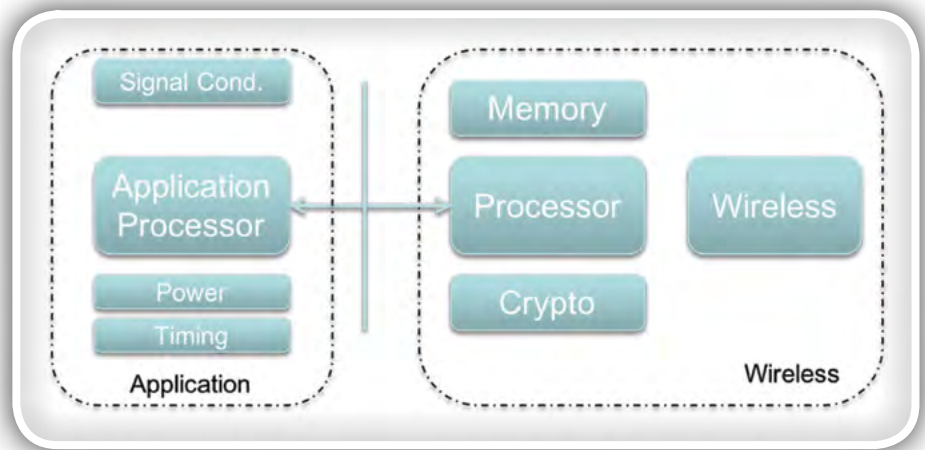 Signal Cond.
Application
Processor
Power
Timing
Application
Memory
Processor
Crypto
Wireless
Wireless